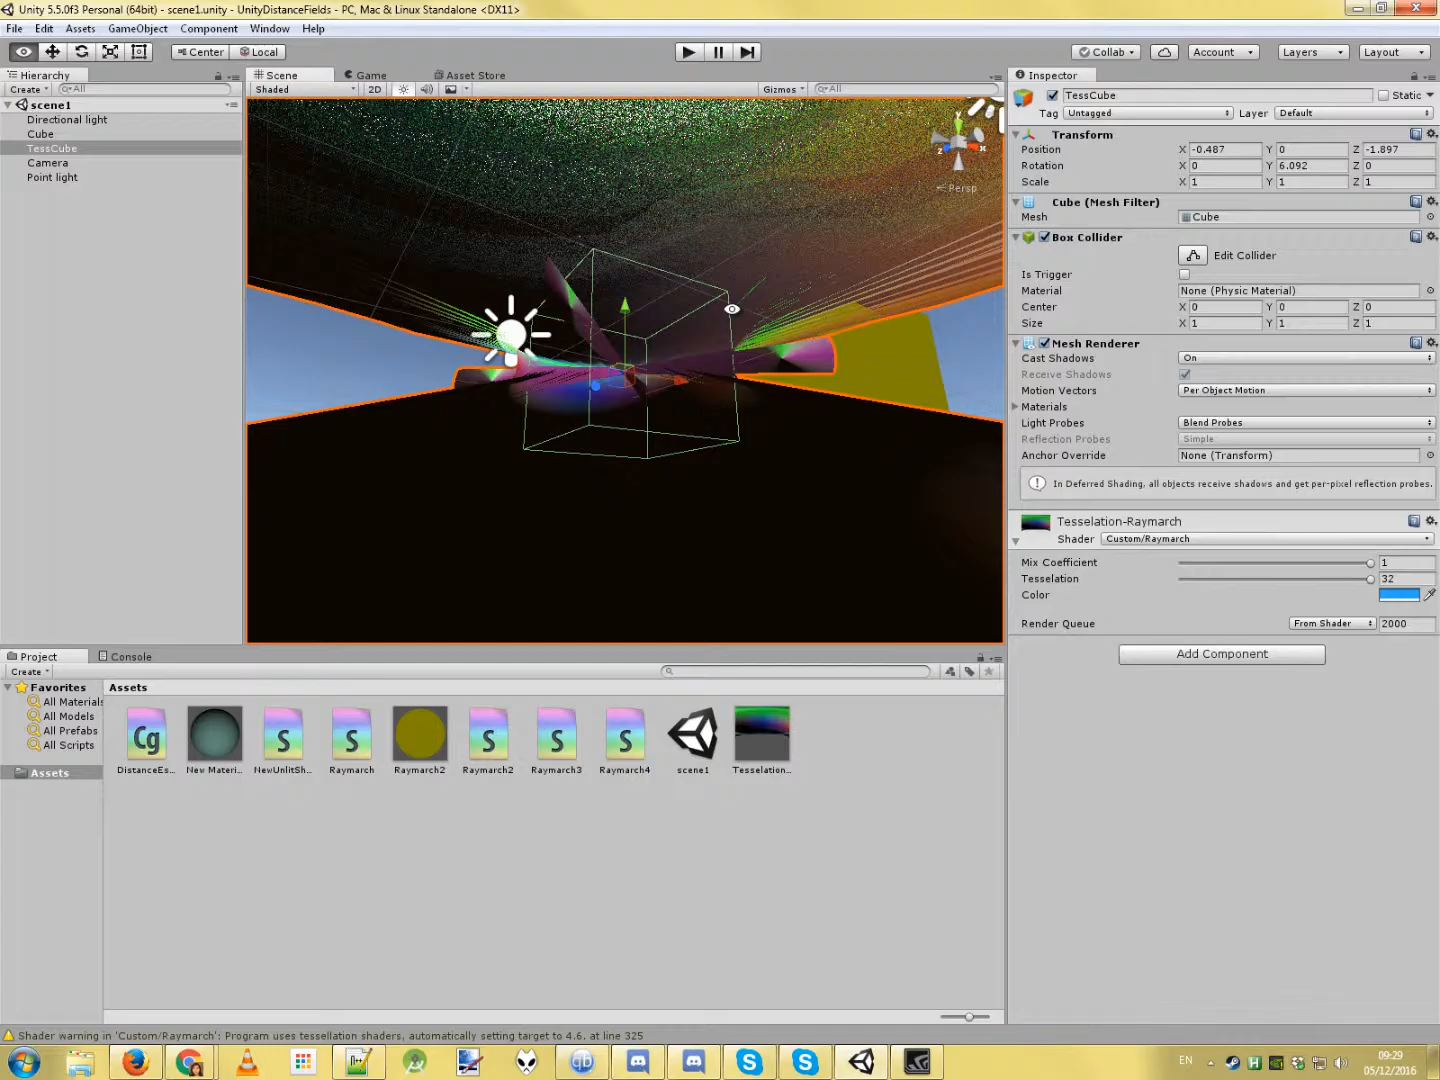 Unity 5.5.0f3 Personal (64bit) - scene1.unity - UnityDistanceFields - PC, Mac & Linux Standalone <DX11>
File Edit Assets GameObject Component Window Help
Center Local Collab Account Layers Layout
Hierarchy
Create All
scene1
Directional light
Cube
TessCube
Camera
Point light
Scene Game Asset Store
Shaded 2D Gizmos All
y
x
z
Persp
Inspector
TessCube Static
Tag Untagged Layer Default
Transform
Position X -0.487 Y 0 Z -1.897
Rotation X 0 Y 6.092 Z 0
Scale X 1 Y 1 Z 1
Cube (Mesh Filter)
Mesh Cube
Box Collider
Edit Collider
Is Trigger
Material None (Physic Material)
Center X 0 Y 0 Z 0
Size X 1 Y 1 Z 1
Mesh Renderer
Cast Shadows On
Receive Shadows
Motion Vectors Per Object Motion
Materials
Light Probes Blend Probes
Reflection Probes Simple
Anchor Override None (Transform)
In Deferred Shading, all objects receive shadows and get per-pixel reflection probes.
Tesselation-Raymarch
Shader Custom/Raymarch
Mix Coefficient 1
Tesselation 32
Color
Render Queue From Shader 2000
Add Component
Project Console
Create
Favorites
All Materials
All Models
All Prefabs
All Scripts
Assets
Assets
Cg S S S S S
DistanceEs... New Materi... NewUnlitSh... Raymarch Raymarch2 Raymarch2 Raymarch3 Raymarch4 scene1 Tesselation...
Shader warning in 'Custom/Raymarch': Program uses tessellation shaders, automatically setting target to 4.6. at line 325
EN
09:29
05/12/2016